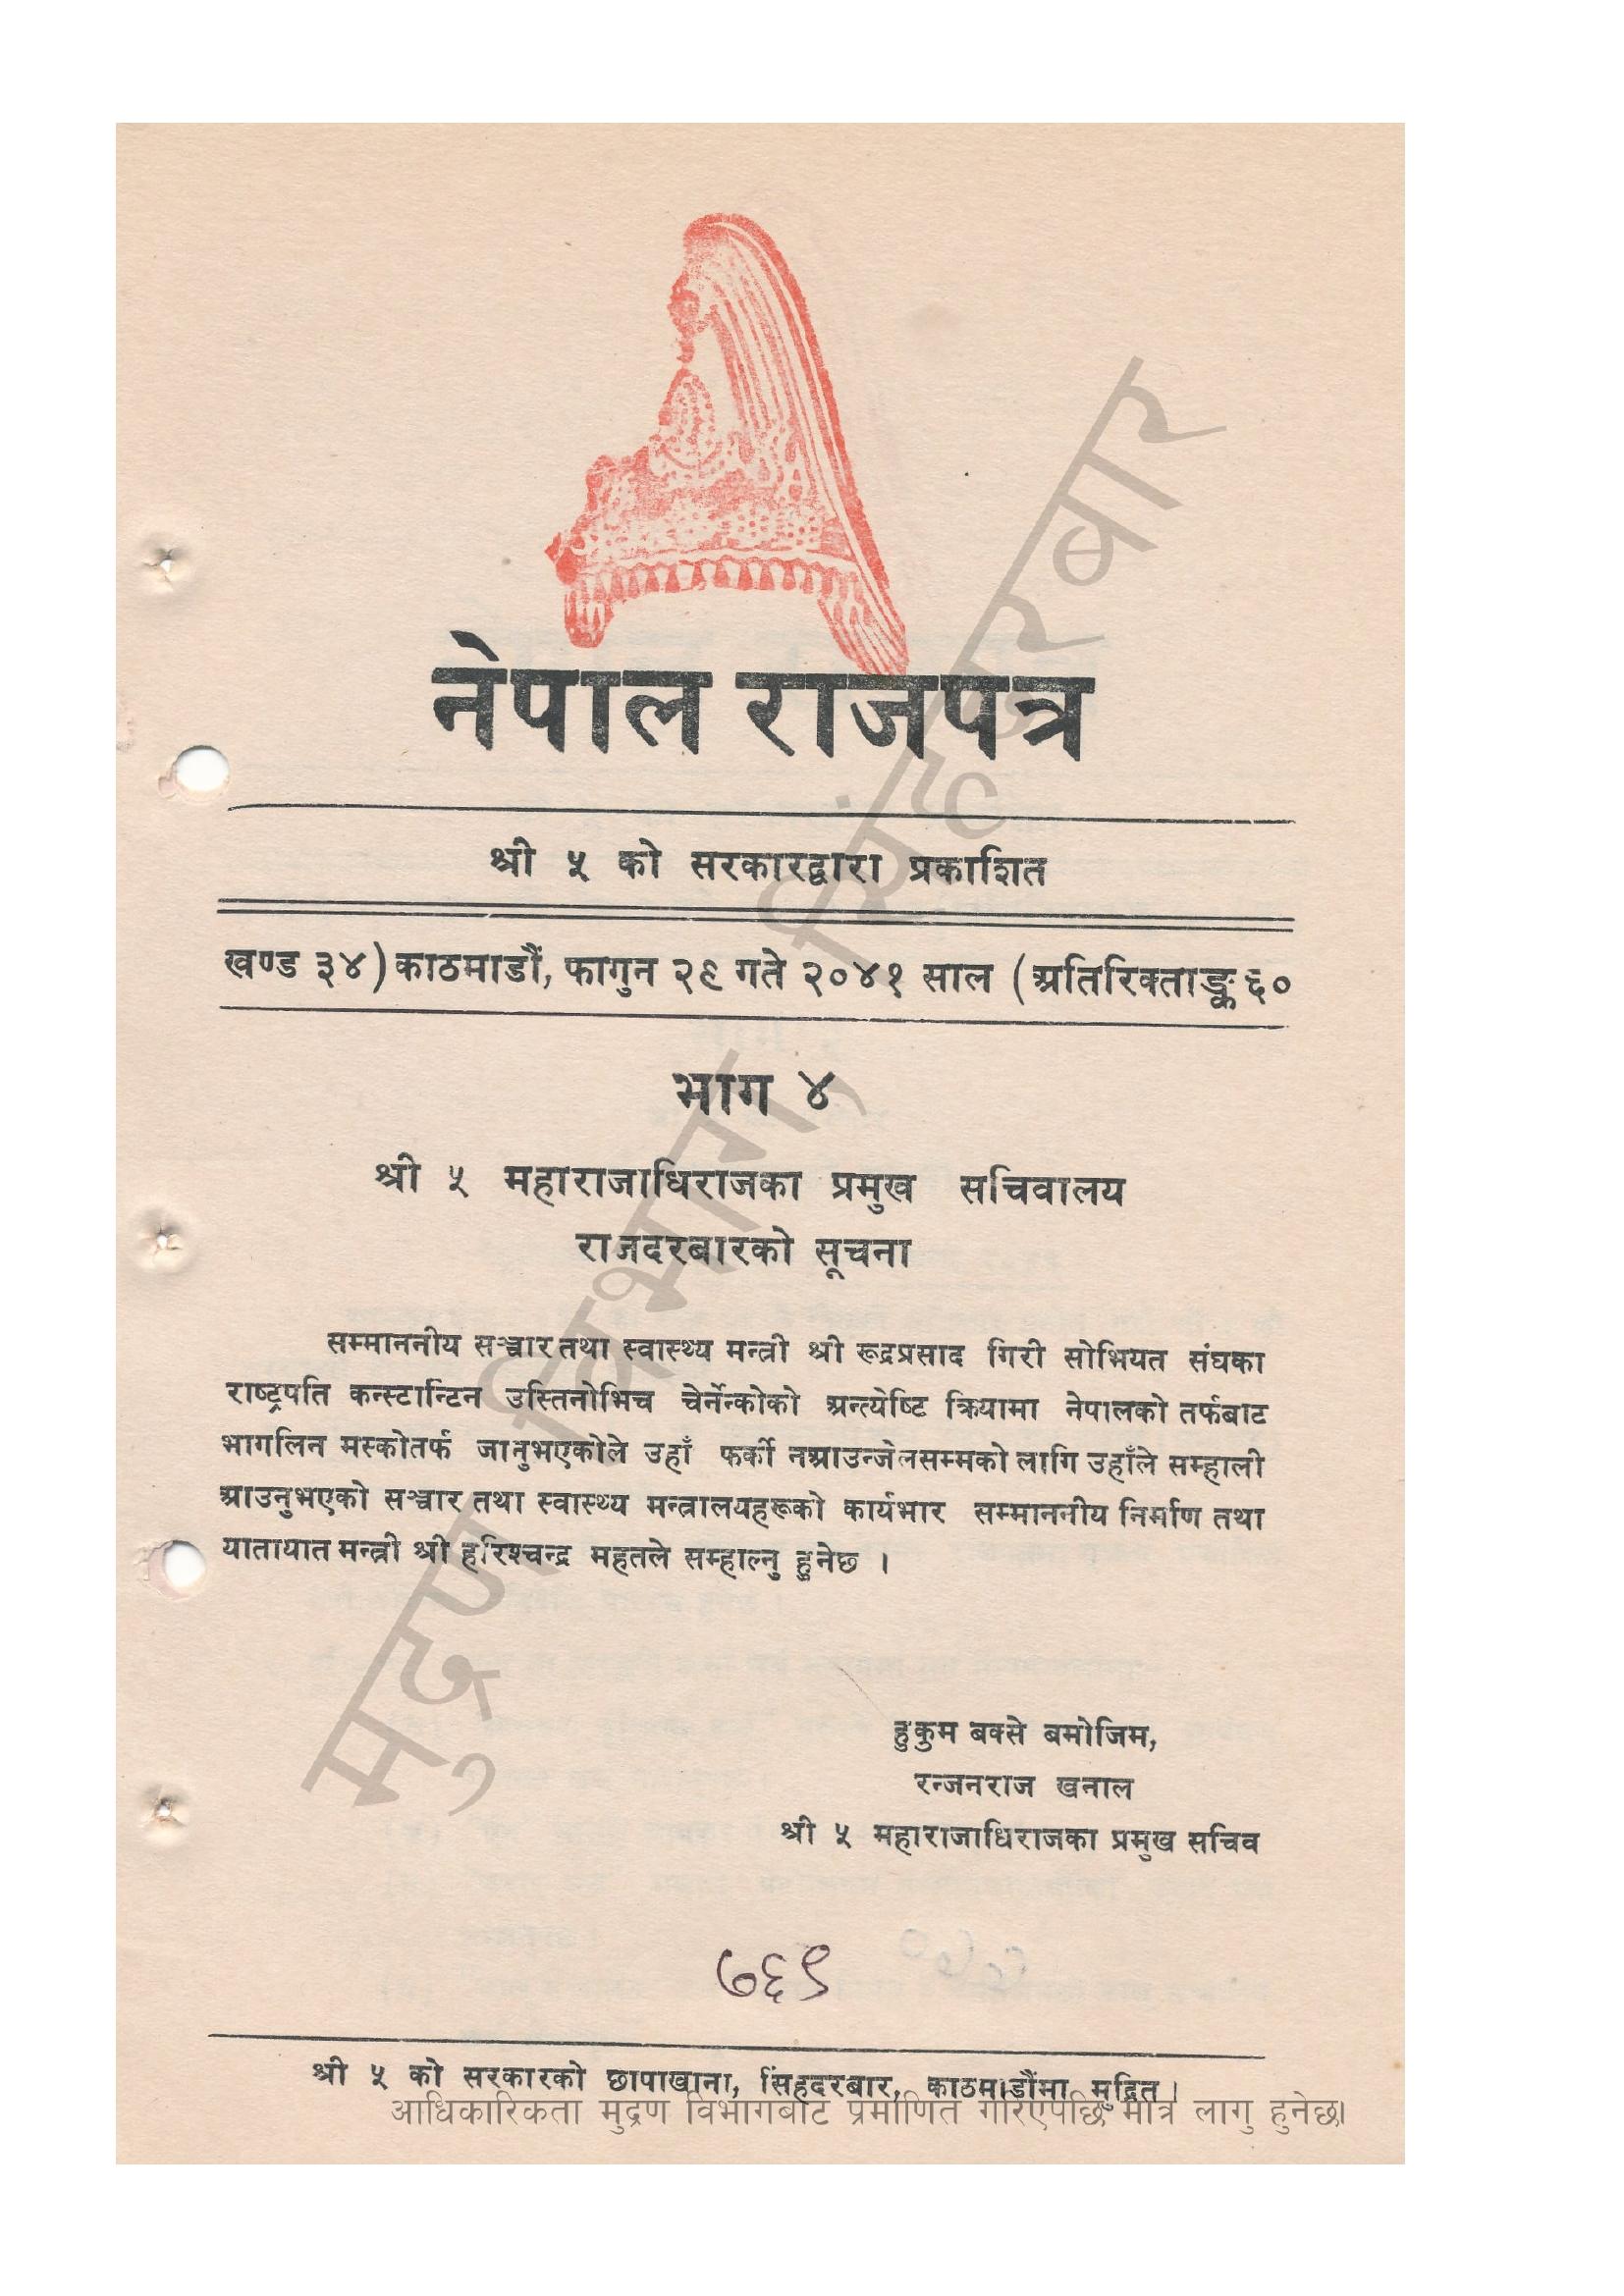 नेपाल राजपत्र
श्री ५ को सरकारद्वारा प्रकाशित
खण्ड ३४) काठमाडौं, फागुन २९ गते २०४१ साल (अतिरिक्ताङ्क ६०
भाग ४
श्री ५ महाराजाधिराजका प्रमुख सचिवालय
राजदरबारको सूचना
सम्माननीय सञ्चार तथा स्वास्थ्य मन्त्री श्री रूद्रप्रसाद गिरी सोभियत संघका
राष्ट्रपति कन्स्टान्टिन उस्तिनोभिच चेर्नेन्कोको अन्त्येष्टि क्रियामा नेपालको तर्फबाट
भागलिन मस्कोतर्फ जानुभएकोले उहाँ फर्की नआउन्जेलसम्मको लागि उहाँले सम्हाली
आउनुभएको सञ्चार तथा स्वास्थ्य मन्त्रालयहरूको कार्यभार सम्माननीय निर्माण तथा
यातायात मन्त्री श्री हरिश्चन्द्र महतले सम्हाल्नु हुनेछ ।
हुकुम बक्से बमोजिम,
रन्जनराज खनाल
श्री ५ महाराजाधिराजका प्रमुख सचिव
७६९
श्री ५ को सरकारको छापाखाना, सिंहदरबार, काठमाडौंमा मुद्रित ।
आधिकारिकता मुद्रण विभागबाट प्रमाणित गरिएपछि मात्र लागु हुनेछ।
मुद्रण विभाग, सिंहदरबार